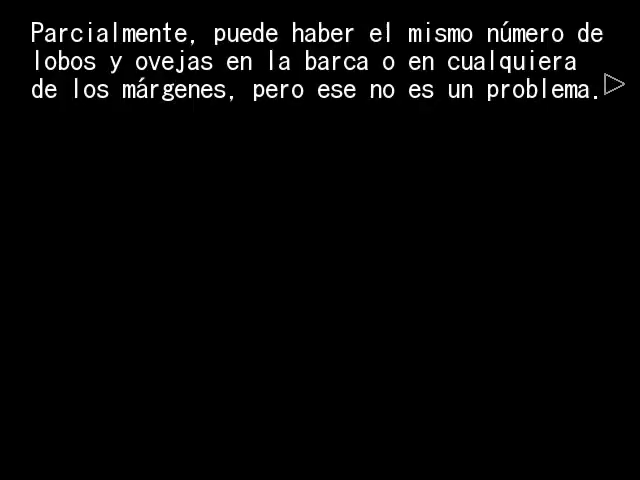 Parcialmente, puede haber el mismo número de
lobos y ovejas en la barca o en cualquiera
de los márgenes, pero ese no es un problema.